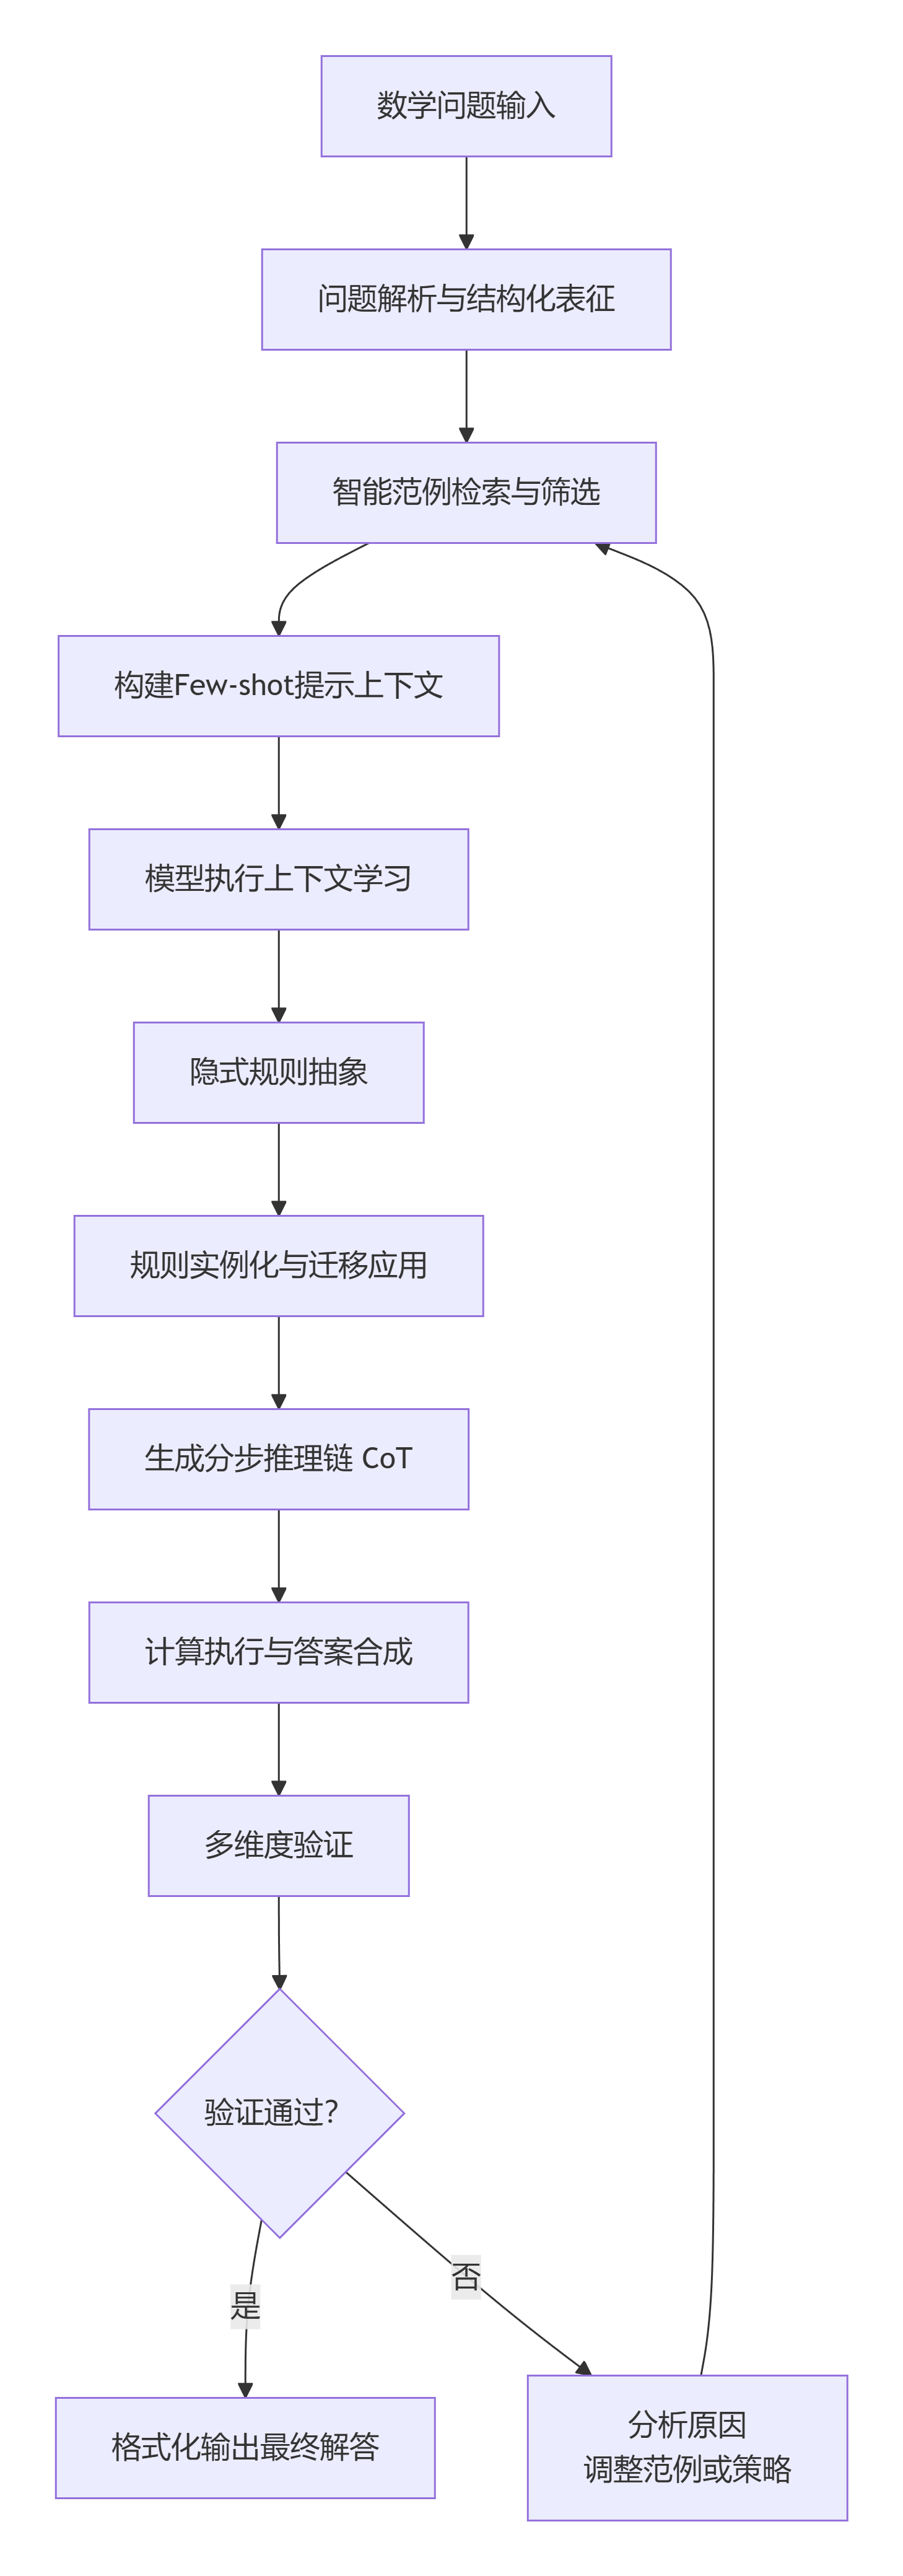 数学问题输入
问题解析与结构化表征
智能范例检索与筛选
构建Few-shot提示上下文
模型执行上下文学习
隐式规则抽象
规则实例化与迁移应用
生成分步推理链 CoT
计算执行与答案合成
多维度验证
验证通过？
否
是
分析原因
调整范例或策略
格式化输出最终解答